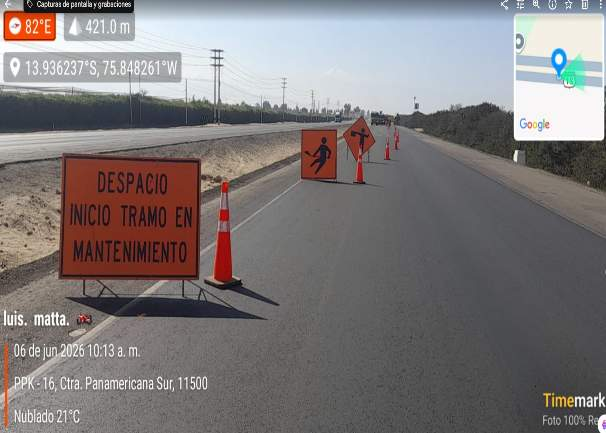 Capturas de pantalla y grabaciones
82°E
421.0 m
13.936237°S, 75.848261°W
Google
DESPACIO
INICIO TRAMO EN
MANTENIMIENTO
luis. matta.
06 de jun 2026 10:13 a. m.
PPK - 16, Ctra. Panamericana Sur, 11500
Nublado 21°C
Timemark
Foto 100% Re